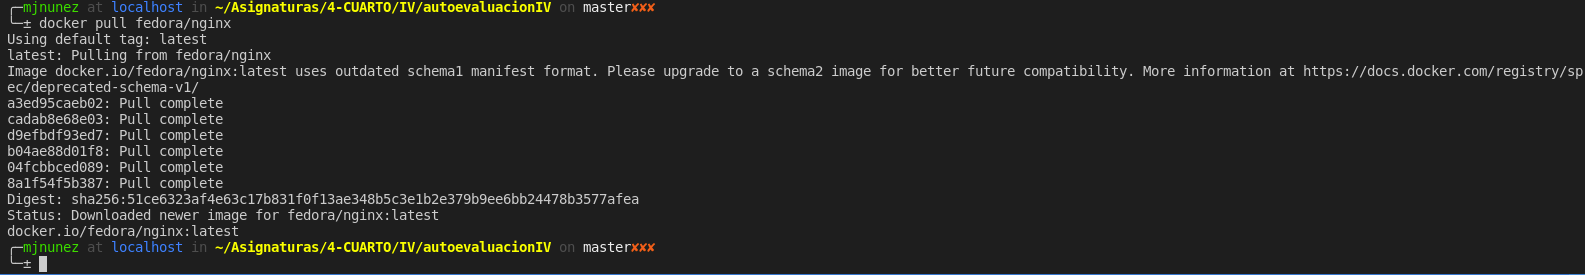 ╭─mjnunez at localhost in ~/Asignaturas/4-CUARTO/IV/autoevaluacionIV on master✘✘✘
╰─± docker pull fedora/nginx
Using default tag: latest
latest: Pulling from fedora/nginx
Image docker.io/fedora/nginx:latest uses outdated schema1 manifest format. Please upgrade to a schema2 image for better future compatibility. More information at https://docs.docker.com/registry/sp
ec/deprecated-schema-v1/
a3ed95caeb02: Pull complete
cadab8e68e03: Pull complete
d9efbdf93ed7: Pull complete
b04ae88d01f8: Pull complete
04fcbbced089: Pull complete
8a1f54f5b387: Pull complete
Digest: sha256:51ce6323af4e63c17b831f0f13ae348b5c3e1b2e379b9ee6bb24478b3577afea
Status: Downloaded newer image for fedora/nginx:latest
docker.io/fedora/nginx:latest
╭─mjnunez at localhost in ~/Asignaturas/4-CUARTO/IV/autoevaluacionIV on master✘✘✘
╰─±